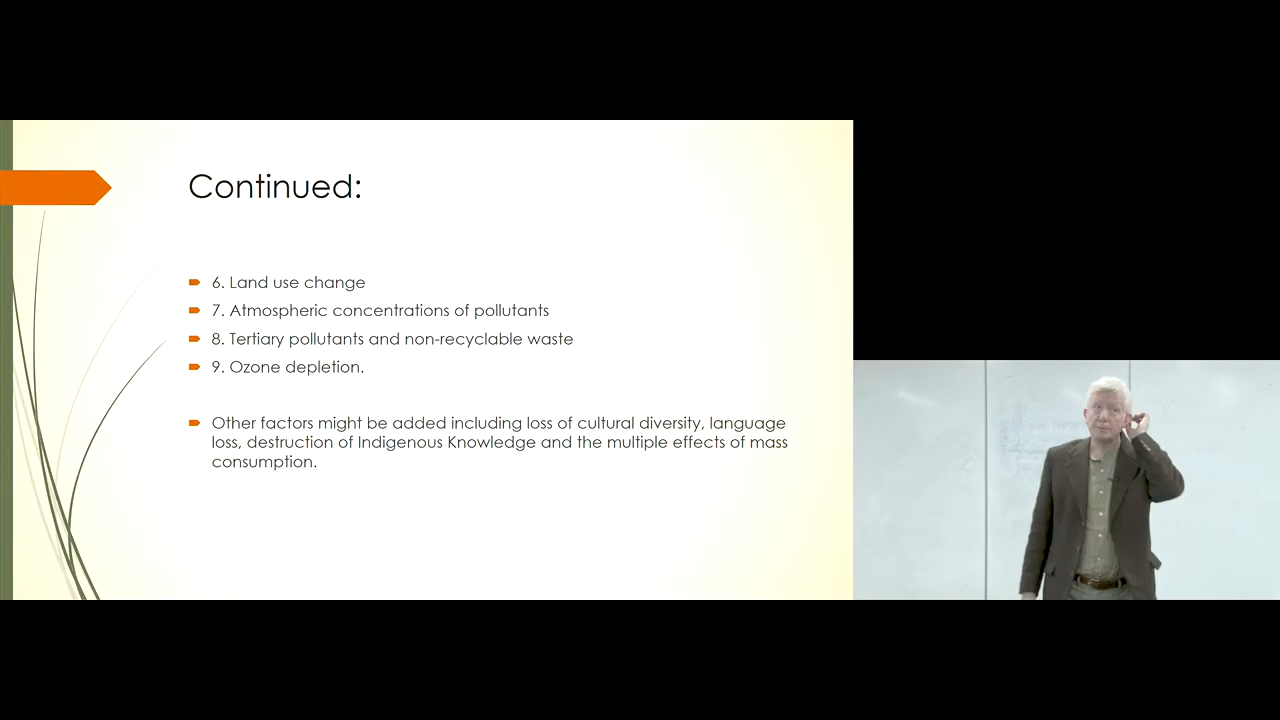 Continued:
6. Land use change
7. Atmospheric concentrations of pollutants
8. Tertiary pollutants and non-recyclable waste
9. Ozone depletion.
Other factors might be added including loss of cultural diversity, language
loss, destruction of Indigenous Knowledge and the multiple effects of mass
consumption.